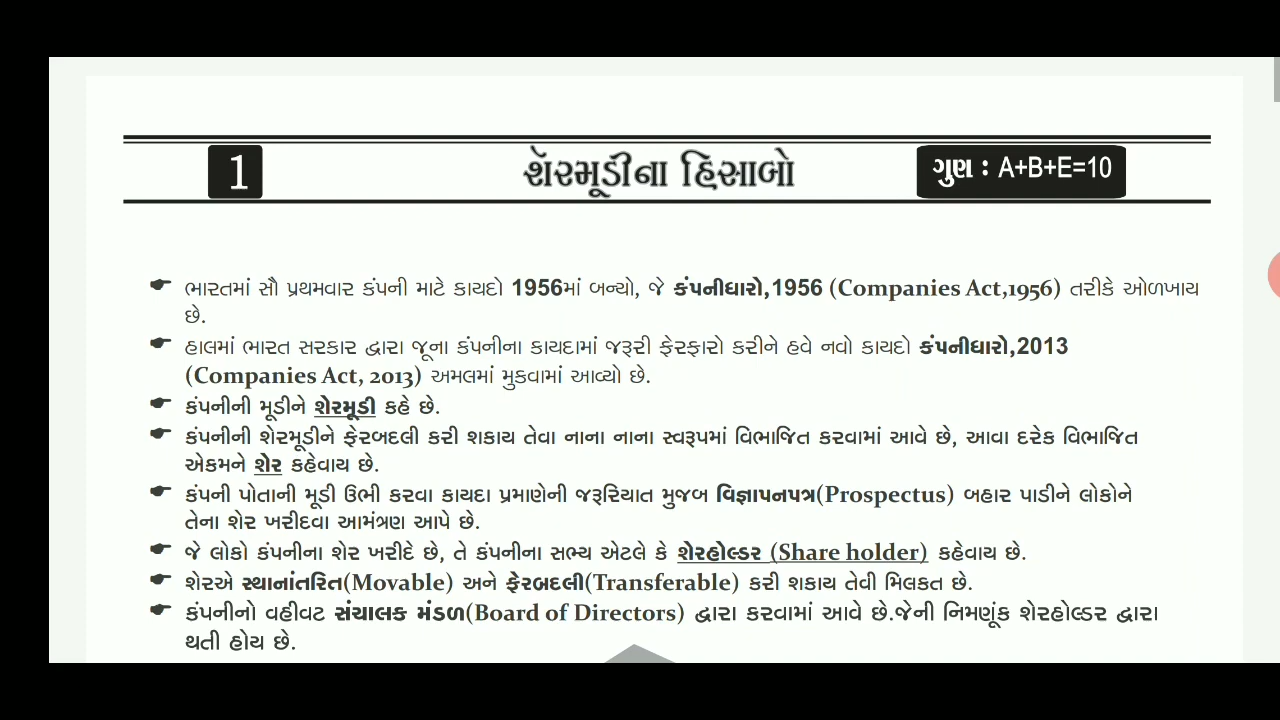 1
શેરમૂડીના હિસાબો
ગુણ : A+B+E=10
ભારતમાં સૌ પ્રથમવાર કંપની માટે કાયદો 1956માં બન્યો, જે કંપનીધારો,1956 (Companies Act,1956) તરીકે ઓળખાય
છે.
હાલમાં ભારત સરકાર દ્વારા જૂના કંપનીના કાયદામાં જરૂરી ફેરફારો કરીને હવે નવો કાયદો કંપનીધારો,2013
(Companies Act, 2013) અમલમાં મુકવામાં આવ્યો છે.
કંપનીની મૂડીને શેરમૂડી કહે છે.
કંપનીની શેરમૂડીને ફેરબદલી કરી શકાય તેવા નાના નાના સ્વરૂપમાં વિભાજિત કરવામાં આવે છે, આવા દરેક વિભાજિત
એકમને શેર કહેવાય છે.
કંપની પોતાની મૂડી ઉભી કરવા કાયદા પ્રમાણેની જરૂરિયાત મુજબ વિજ્ઞાપનપત્ર(Prospectus) બહાર પાડીને લોકોને
તેના શેર ખરીદવા આમંત્રણ આપે છે.
જે લોકો કંપનીના શેર ખરીદે છે, તે કંપનીના સભ્ય એટલે કે શેરહોલ્ડર (Share holder) કહેવાય છે.
શેરએ સ્થાનાંતરિત(Movable) અને ફેરબદલી(Transferable) કરી શકાય તેવી મિલકત છે.
કંપનીનો વહીવટ સંચાલક મંડળ(Board of Directors) દ્વારા કરવામાં આવે છે.જેની નિમણૂંક શેરહોલ્ડર દ્વારા
થતી હોય છે.